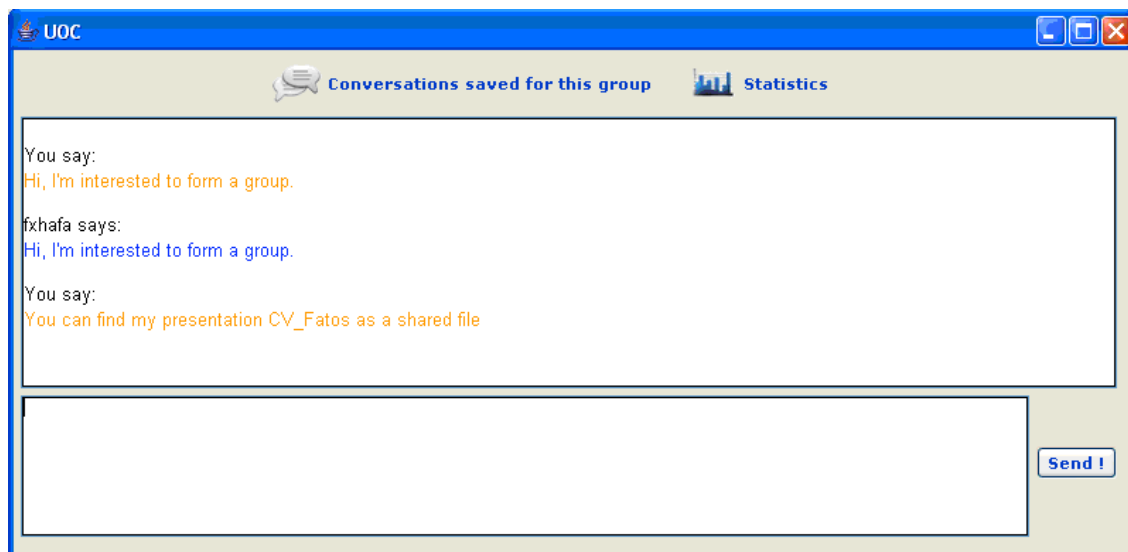 UOC
Conversations saved for this group Statistics
You say:
Hi, I'm interested to form a group.
fxhafa says:
Hi, I'm interested to form a group.
You say:
You can find my presentation CV_Fatos as a shared file
Send !